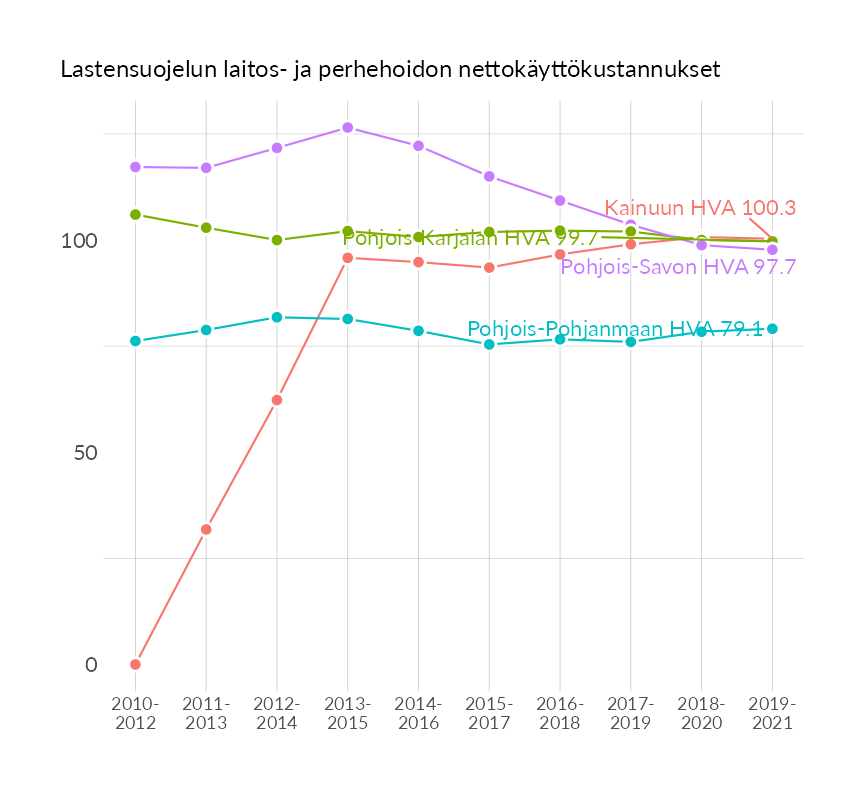 Lastensuojelun laitos- ja perhehoidon nettokäyttökustannukset
Kainuun HVA 100.3
100
Pohjois-Karjalan HVA 99.7
Pohjois-Savon HVA 97.7
Pohjois-Pohjanmaan HVA 79.1
50
0
2010- 2011- 2012- 2013- 2014- 2015- 2016- 2017- 2018- 2019-
2012 2013 2014 2015 2016 2017 2018 2019 2020 2021